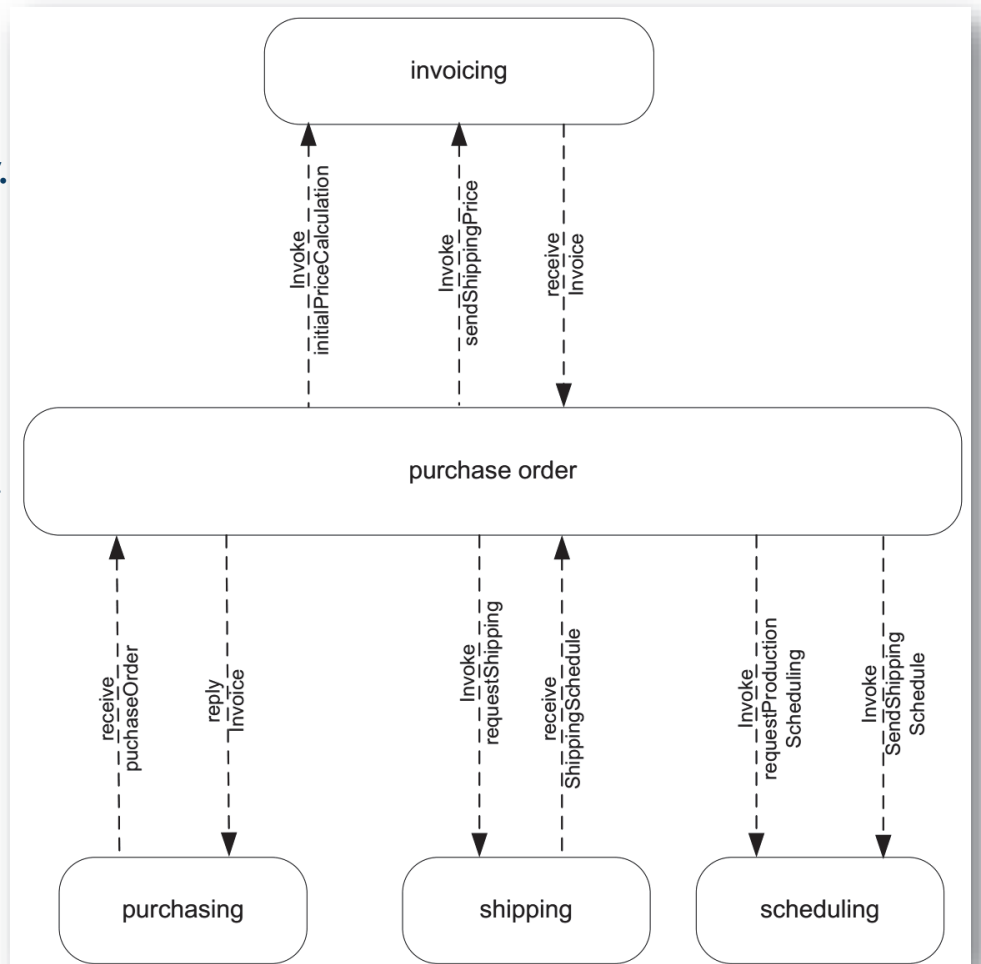 invoicing
Invoke
initialPriceCalculation
Invoke
sendShippingPrice
receive
Invoice
purchase order
receive
puchaseOrder
reply
Invoice
Invoke
requestShipping
receive
ShippingSchedule
Invoke
requestProduction
Scheduling
Invoke
SendShipping
Schedule
purchasing
shipping
scheduling